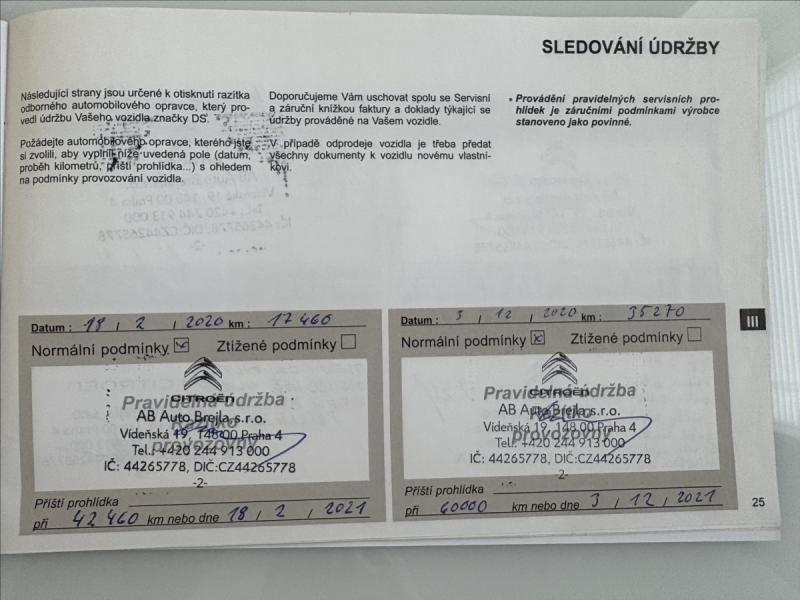 SLEDOVÁNÍ ÚDRŽBY
Následující strany jsou určené k otisknutí razítka
odborného automobilového opravce, který pro-
vedl údržbu Vašeho vozidla značky DS.
Požádejte automobilového opravce, kterého jste
si zvolili, aby vyplnil níže uvedená pole (datum,
proběh kilometrů, příští prohlídka...) s ohledem
na podmínky provozování vozidla.
Doporučujeme Vám uschovat spolu se Servisní
a záruční knížkou faktury a doklady týkající se
údržby prováděné na Vašem vozidle.
V případě odprodeje vozidla je třeba předat
všechny dokumenty k vozidlu novému vlastní-
kovi.
• Provádění pravidelných servisních pro-
hlídek je záručními podmínkami výrobce
stanoveno jako povinné.
Datum : 18 / 2 / 2020 km : 17 460
Normální podmínky Ztížené podmínky
CITROËN
Pravidelná údržba
AB Auto Brejla s.r.o.
Razítko
Vídeňská 19, 148 00 Praha 4
provozovny
Tel.: +420 244 913 000
IČ: 44265778, DIČ:CZ44265778
-2-
Příští prohlídka
při 42 460 km nebo dne 18 / 2 / 2021
Datum : 3 / 12 / 2020 km : 35270
Normální podmínky Ztížené podmínky
CITROËN
Pravidelná údržba
AB Auto Brejla s.r.o.
Razítko
Vídeňská 19, 148 00 Praha 4
provozovny
Tel.: +420 244 913 000
IČ: 44265778, DIČ:CZ44265778
-2-
Příští prohlídka
při 60000 km nebo dne 3 / 12 / 2021
III
25